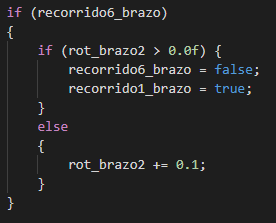 if (recorrido6_brazo)
{
    if (rot_brazo2 > 0.0f) {
        recorrido6_brazo = false;
        recorrido1_brazo = true;
    }
    else
    {
        rot_brazo2 += 0.1;
    }
}